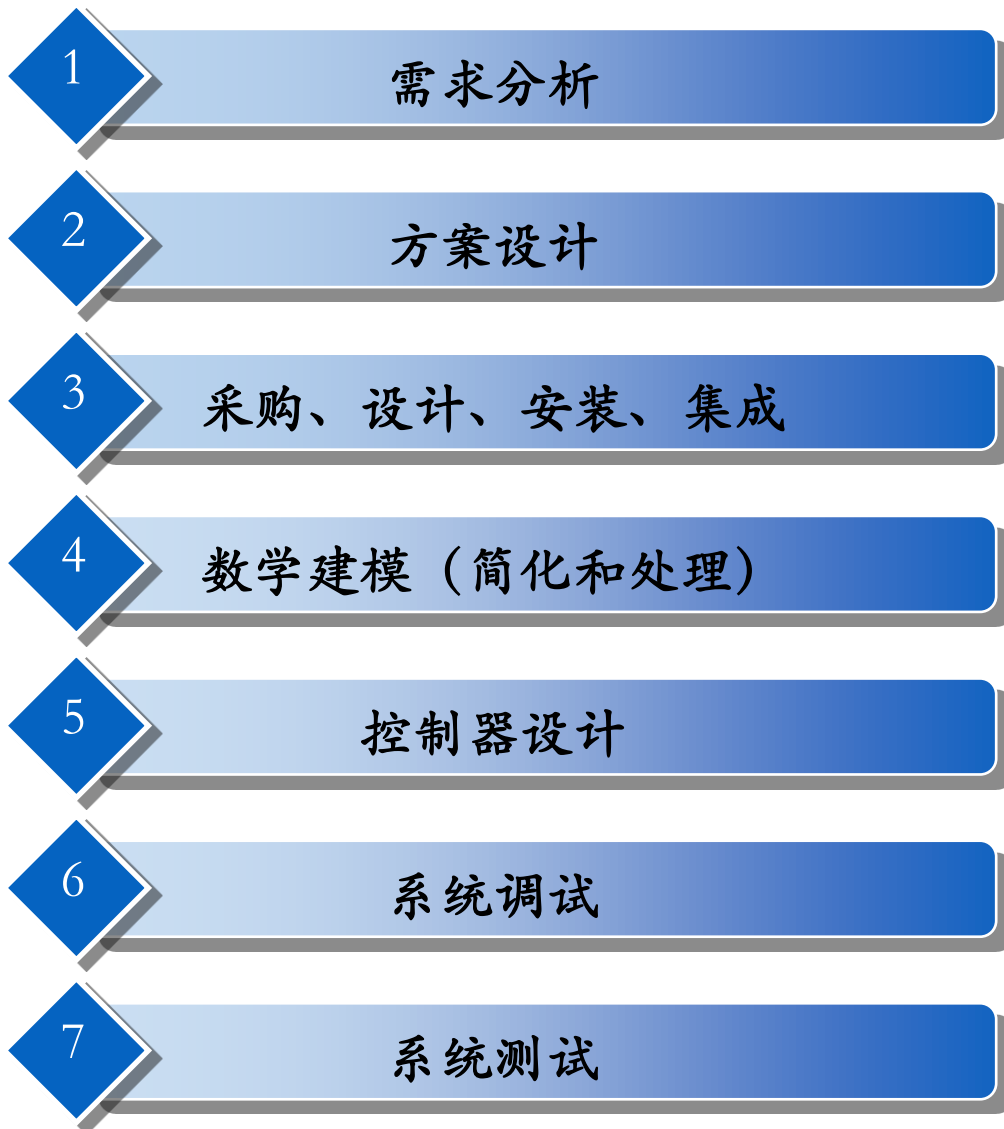 1
需求分析
2
方案设计
3
采购、设计、安装、集成
4
数学建模（简化和处理）
5
控制器设计
6
系统调试
7
系统测试